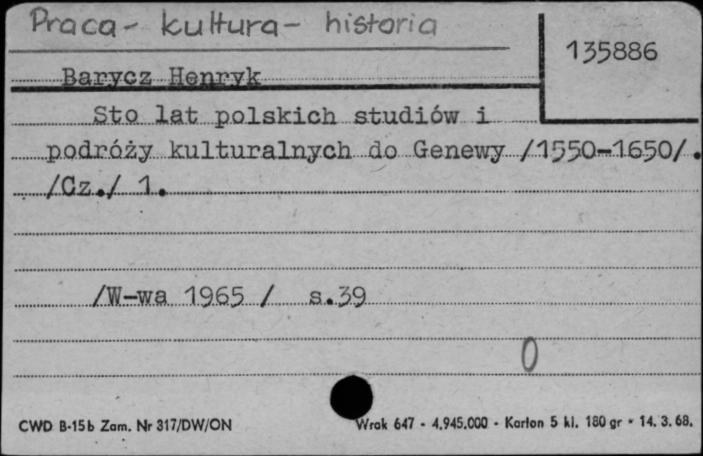 Praca - kultura - historia
135886
Barycz Henryk
Sto lat polskich studiów i
podróży kulturalnych do Genewy /1550-1650/.
/Cz./ 1.
/W-wa 1965 / s.39
0
CWD B-15b Zam. Nr 317/DW/ON
Wrak 647 - 4.945.000 - Karton 5 kl. 180 gr * 14.3.68.